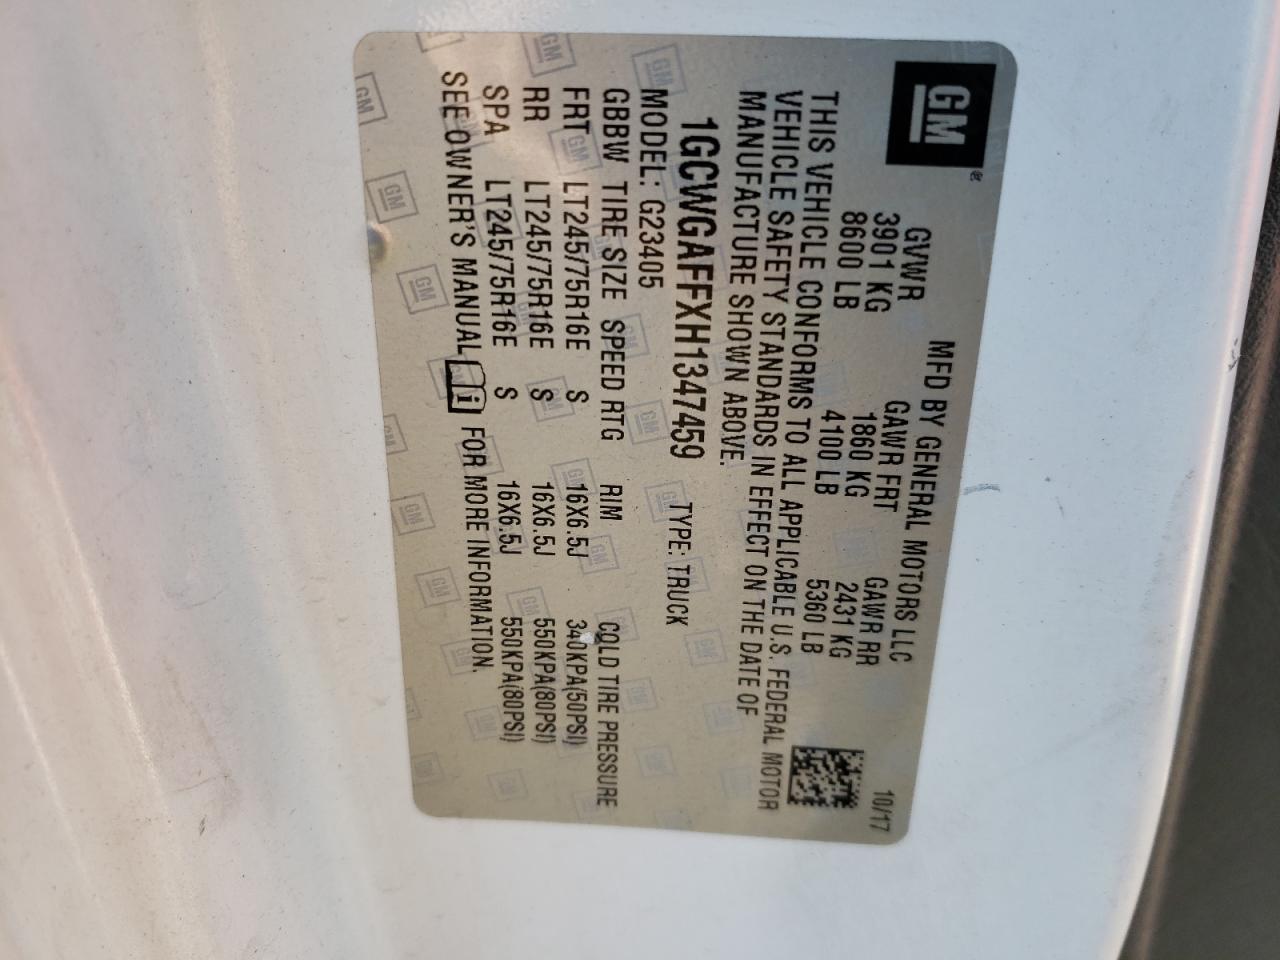 GM
MFD BY GENERAL MOTORS LLC
10/17
GVWR GAWR FRT GAWR RR
3901 KG 1860 KG 2431 KG
8600 LB 4100 LB 5360 LB
THIS VEHICLE CONFORMS TO ALL APPLICABLE U.S. FEDERAL MOTOR
VEHICLE SAFETY STANDARDS IN EFFECT ON THE DATE OF
MANUFACTURE SHOWN ABOVE.
1GCWGAFFXH1347459 TYPE: TRUCK
MODEL: G23405
GBBW TIRE SIZE SPEED RTG RIM COLD TIRE PRESSURE
FRT LT245/75R16E S 16X6.5J 340KPA(50PSI)
RR LT245/75R16E S 16X6.5J 550KPA(80PSI)
SPA LT245/75R16E S 16X6.5J 550KPA(80PSI)
SEE OWNER'S MANUAL i FOR MORE INFORMATION.